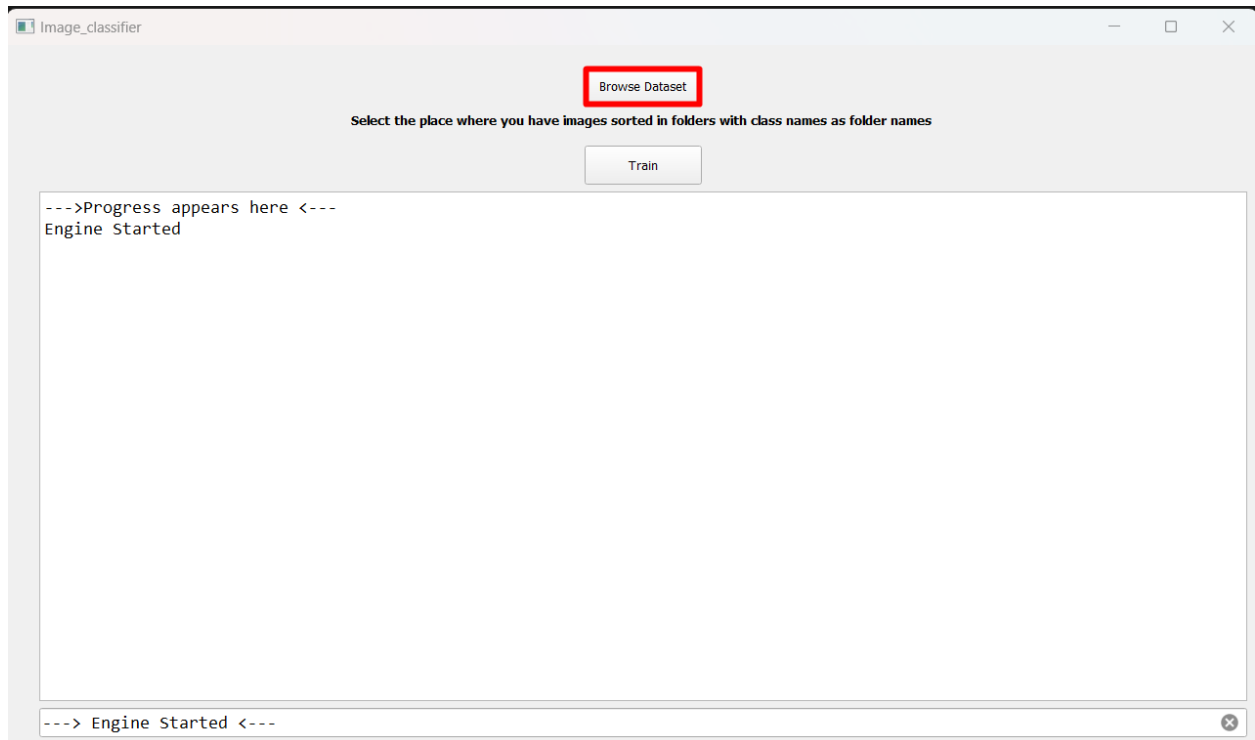 Image_classifier
Browse Dataset
Select the place where you have images sorted in folders with class names as folder names
Train
--->Progress appears here <---
Engine Started
---> Engine Started <---